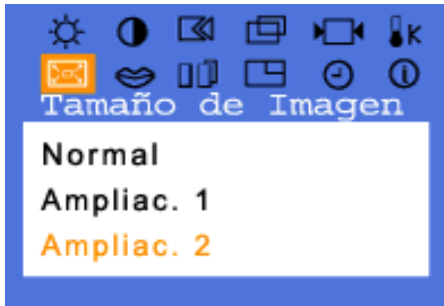 K
Tamaño de Imagen
Normal
Ampliac. 1
Ampliac. 2